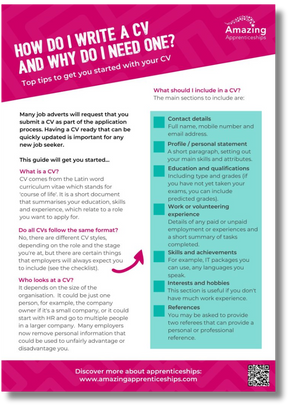 Amazing
Apprenticeships
HOW DO I WRITE A CV
AND WHY DO I NEED ONE?
Top tips to get you started with your CV
Many job adverts will request that you
submit a CV as part of the application
process. Having a CV ready that can be
quickly updated is important for any
new job seeker.
This guide will get you started...
What is a CV?
CV comes from the Latin word
curriculum vitae which stands for
'course of life'. It is a short document
that summarises your education, skills
and experience, which relate to a role
you want to apply for.
Do all CVs follow the same format?
No, there are different CV styles,
depending on the role and the stage
you're at, but there are certain things
that employers will always expect you
to include (see the checklist).
Who looks at a CV?
It depends on the size of the
organisation. It could be just one
person, for example, the company
owner if it's a small company, or it could
start with HR and go to multiple people
in a larger company. Many employers
now remove personal information that
could be used to unfairly advantage or
disadvantage you.
What should I include in a CV?
The main sections to include are:
Contact details
Full name, mobile number and
email address.
Profile / personal statement
A short paragraph, setting out
your main skills and attributes.
Education and qualifications
Including type and grades (if
you have not yet taken your
exams, you can include
predicted grades).
Work or volunteering
experience
Details of any paid or unpaid
employment or experiences and
a short summary of tasks
completed.
Skills and achievements
For example, IT packages you
can use, any languages you
speak.
Interests and hobbies
This section is useful if you don't
have much work experience.
References
You may be asked to provide
two referees that can provide a
personal or professional
reference.
Discover more about apprenticeships:
www.amazingapprenticeships.com